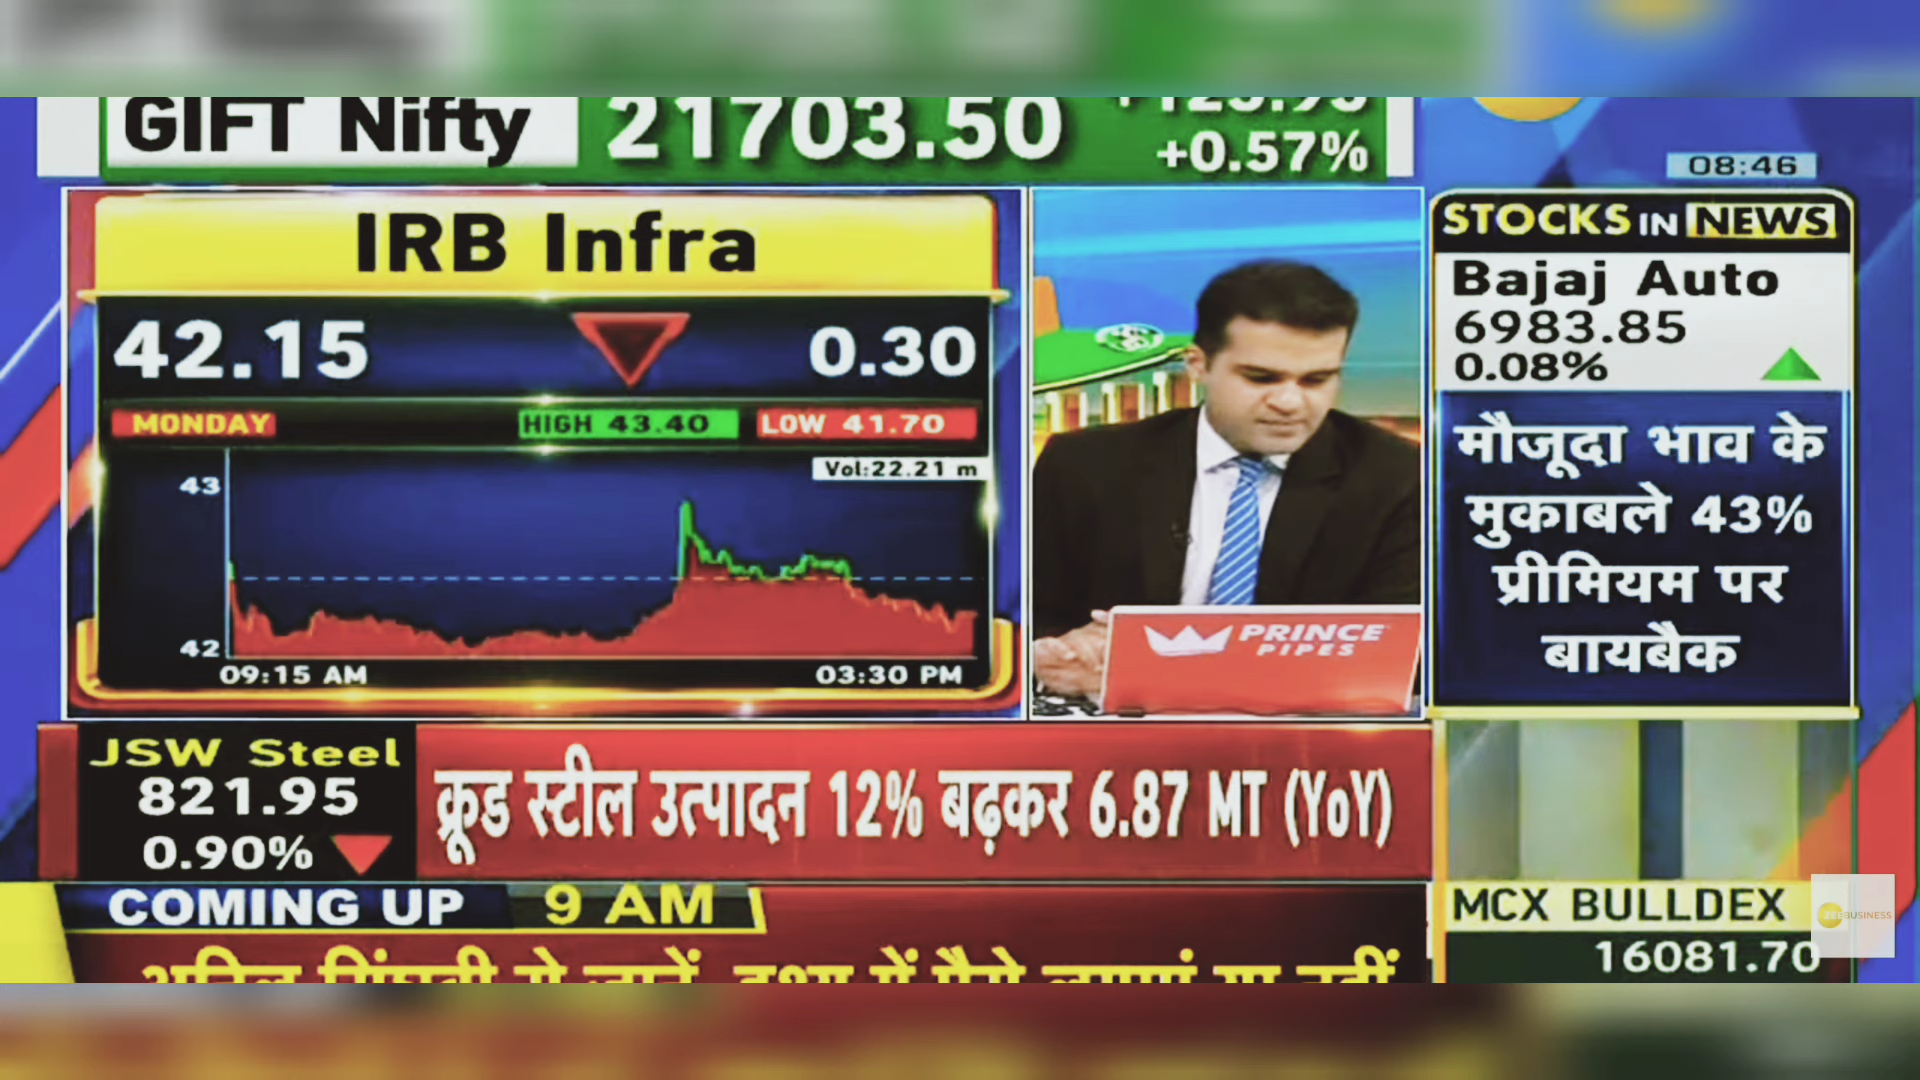 GIFT Nifty
21703.50
+0.57%
08:46
IRB Infra
42.15
0.30
MONDAY
HIGH 43.40
LOW 41.70
Vol:22.21 m
43
42
09:15 AM
03:30 PM
PRINCE
PIPES
STOCKS IN NEWS
Bajaj Auto
6983.85
0.08%
मौजूदा भाव के
मुकाबले 43%
प्रीमियम पर
बायबैक
JSW Steel
821.95
0.90%
क्रूड स्टील उत्पादन 12% बढ़कर 6.87 MT (YoY)
COMING UP
9 AM
MCX BULLDEX
16081.70
ZEEBUSINESS